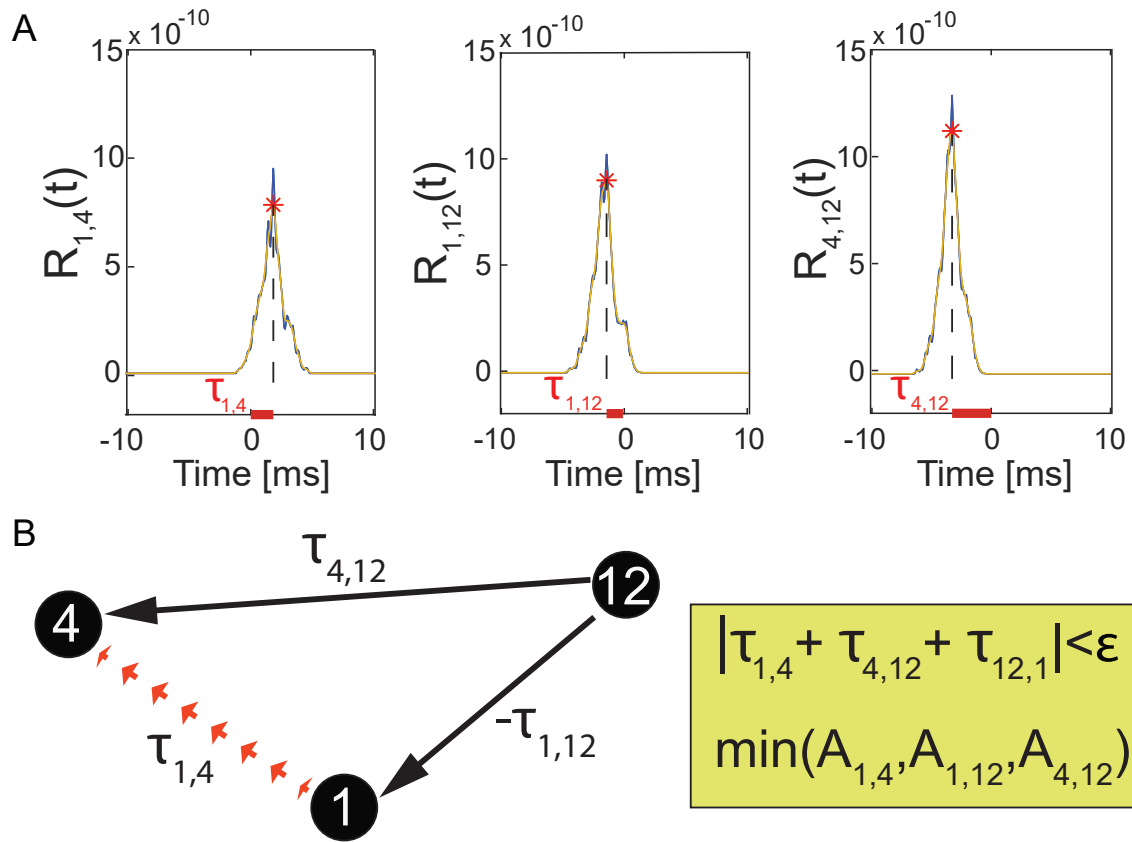 A
x 10⁻¹⁰ x 10⁻¹⁰ x 10⁻¹⁰
15 15 15
10 10 10
5 5 5
0 0 0
R₁,₄(t) R₁,₁₂(t) R₄,₁₂(t)
τ₁,₄ τ₁,₁₂ τ₄,₁₂
-10 0 10 -10 0 10 -10 0 10
Time [ms] Time [ms] Time [ms]
B
τ₄,₁₂
12
4
|τ₁,₄ + τ₄,₁₂ + τ₁₂,₁|<ε
-τ₁,₁₂
τ₁,₄
min(A₁,₄,A₁,₁₂,A₄,₁₂)
1